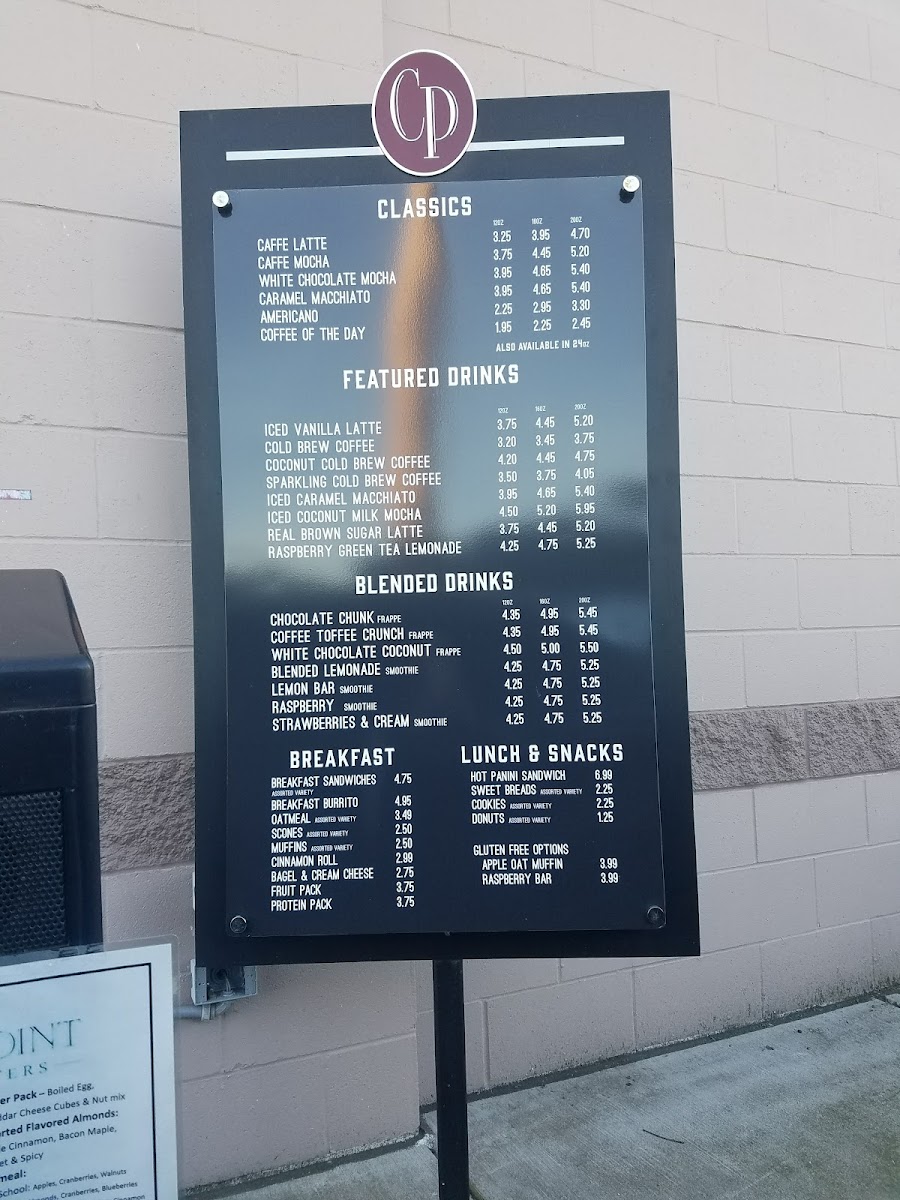 CP
CLASSICS
12OZ 16OZ 20OZ
CAFFE LATTE 3.25 3.95 4.70
CAFFE MOCHA 3.75 4.45 5.20
WHITE CHOCOLATE MOCHA 3.95 4.65 5.40
CARAMEL MACCHIATO 3.95 4.65 5.40
AMERICANO 2.25 2.95 3.30
COFFEE OF THE DAY 1.95 2.25 2.45
ALSO AVAILABLE IN 24OZ
FEATURED DRINKS
12OZ 16OZ 20OZ
ICED VANILLA LATTE 3.75 4.45 5.20
COLD BREW COFFEE 3.20 3.45 3.75
COCONUT COLD BREW COFFEE 4.20 4.45 4.75
SPARKLING COLD BREW COFFEE 3.50 3.75 4.05
ICED CARAMEL MACCHIATO 3.95 4.65 5.40
ICED COCONUT MILK MOCHA 4.50 5.20 5.95
REAL BROWN SUGAR LATTE 3.75 4.45 5.20
RASPBERRY GREEN TEA LEMONADE 4.25 4.75 5.25
BLENDED DRINKS
12OZ 16OZ 20OZ
CHOCOLATE CHUNK FRAPPE 4.35 4.95 5.45
COFFEE TOFFEE CRUNCH FRAPPE 4.35 4.95 5.45
WHITE CHOCOLATE COCONUT FRAPPE 4.50 5.00 5.50
BLENDED LEMONADE SMOOTHIE 4.25 4.75 5.25
LEMON BAR SMOOTHIE 4.25 4.75 5.25
RASPBERRY SMOOTHIE 4.25 4.75 5.25
STRAWBERRIES & CREAM SMOOTHIE 4.25 4.75 5.25
BREAKFAST
BREAKFAST SANDWICHES 4.75
ASSORTED VARIETY
BREAKFAST BURRITO 4.95
OATMEAL ASSORTED VARIETY 3.49
SCONES ASSORTED VARIETY 2.50
MUFFINS ASSORTED VARIETY 2.50
CINNAMON ROLL 2.99
BAGEL & CREAM CHEESE 2.75
FRUIT PACK 3.75
PROTEIN PACK 3.75
LUNCH & SNACKS
HOT PANINI SANDWICH 6.99
SWEET BREADS ASSORTED VARIETY 2.25
COOKIES ASSORTED VARIETY 2.25
DONUTS ASSORTED VARIETY 1.25
GLUTEN FREE OPTIONS
APPLE OAT MUFFIN 3.99
RASPBERRY BAR 3.99
OINT
ERS
er Pack – Boiled Egg,
ddar Cheese Cubes & Nut mix
rted Flavored Almonds:
e Cinnamon, Bacon Maple,
et & Spicy
meal:
School: Apples, Cranberries, Walnuts
onds, Cranberries, Blueberries
Cinnamon